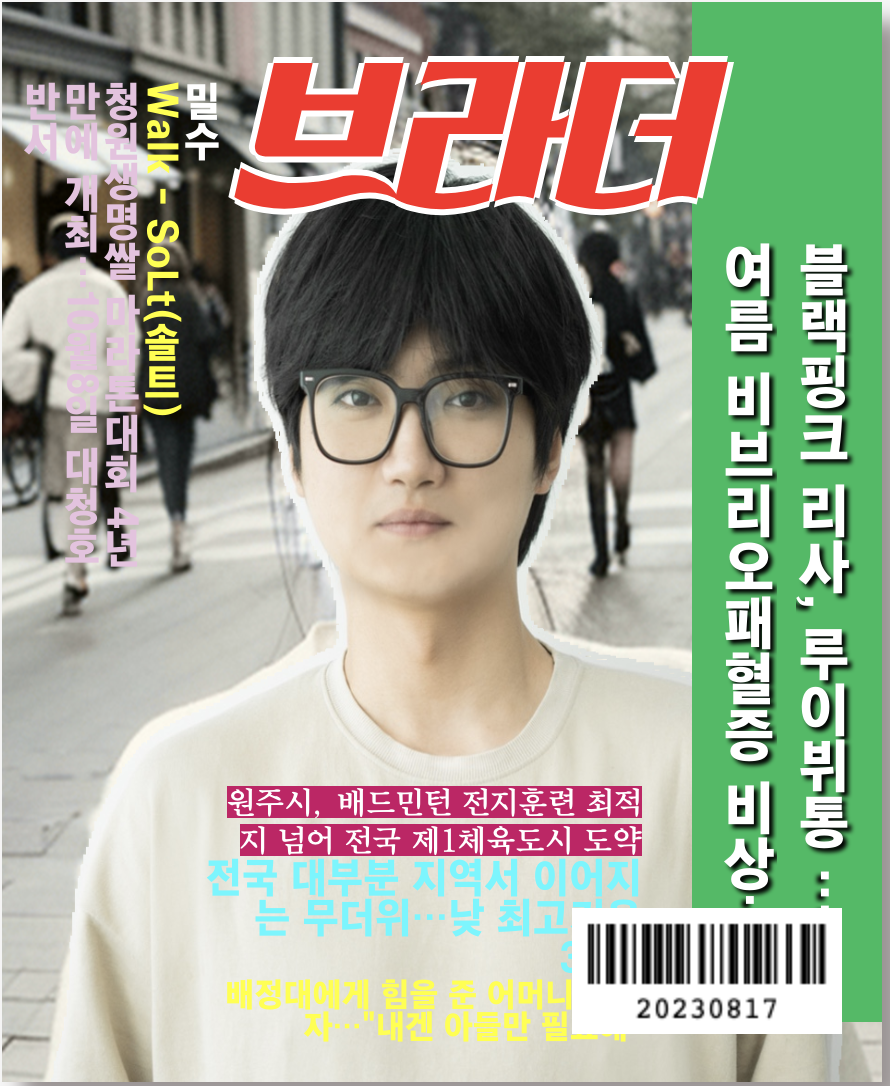 브라더
밀수
Walk - SoLt(솔트)
청원생명쌀 마라톤대회 4년
만에 개최…10월8일 대청호
반서
블랙핑크 리사, 루이뷔통 …
여름 비브리오패혈증 비상·
원주시, 배드민턴 전지훈련 최적
지 넘어 전국 제1체육도시 도약
전국 대부분 지역서 이어지
는 무더위…낮 최고
배정대에게 힘을 준 어머니
자…"내겐 아들만
20230817